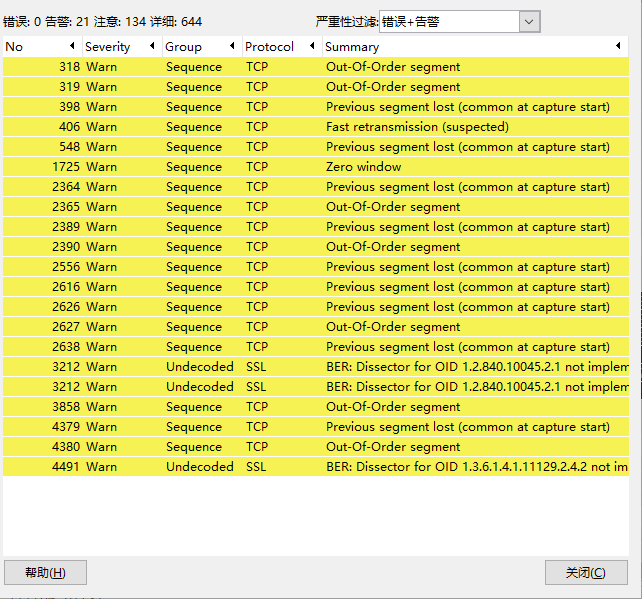 错误: 0 告警: 21 注意: 134 详细: 644 严重性过滤: 错误+告警
No Severity Group Protocol Summary
318 Warn Sequence TCP Out-Of-Order segment
319 Warn Sequence TCP Out-Of-Order segment
398 Warn Sequence TCP Previous segment lost (common at capture start)
406 Warn Sequence TCP Fast retransmission (suspected)
548 Warn Sequence TCP Previous segment lost (common at capture start)
1725 Warn Sequence TCP Zero window
2364 Warn Sequence TCP Previous segment lost (common at capture start)
2365 Warn Sequence TCP Out-Of-Order segment
2389 Warn Sequence TCP Previous segment lost (common at capture start)
2390 Warn Sequence TCP Out-Of-Order segment
2556 Warn Sequence TCP Previous segment lost (common at capture start)
2616 Warn Sequence TCP Previous segment lost (common at capture start)
2626 Warn Sequence TCP Previous segment lost (common at capture start)
2627 Warn Sequence TCP Out-Of-Order segment
2638 Warn Sequence TCP Previous segment lost (common at capture start)
3212 Warn Undecoded SSL BER: Dissector for OID 1.2.840.10045.2.1 not implem
3212 Warn Undecoded SSL BER: Dissector for OID 1.2.840.10045.2.1 not implem
3858 Warn Sequence TCP Out-Of-Order segment
4379 Warn Sequence TCP Previous segment lost (common at capture start)
4380 Warn Sequence TCP Out-Of-Order segment
4491 Warn Undecoded SSL BER: Dissector for OID 1.3.6.1.4.1.11129.2.4.2 not im
帮助(H) 关闭(C)